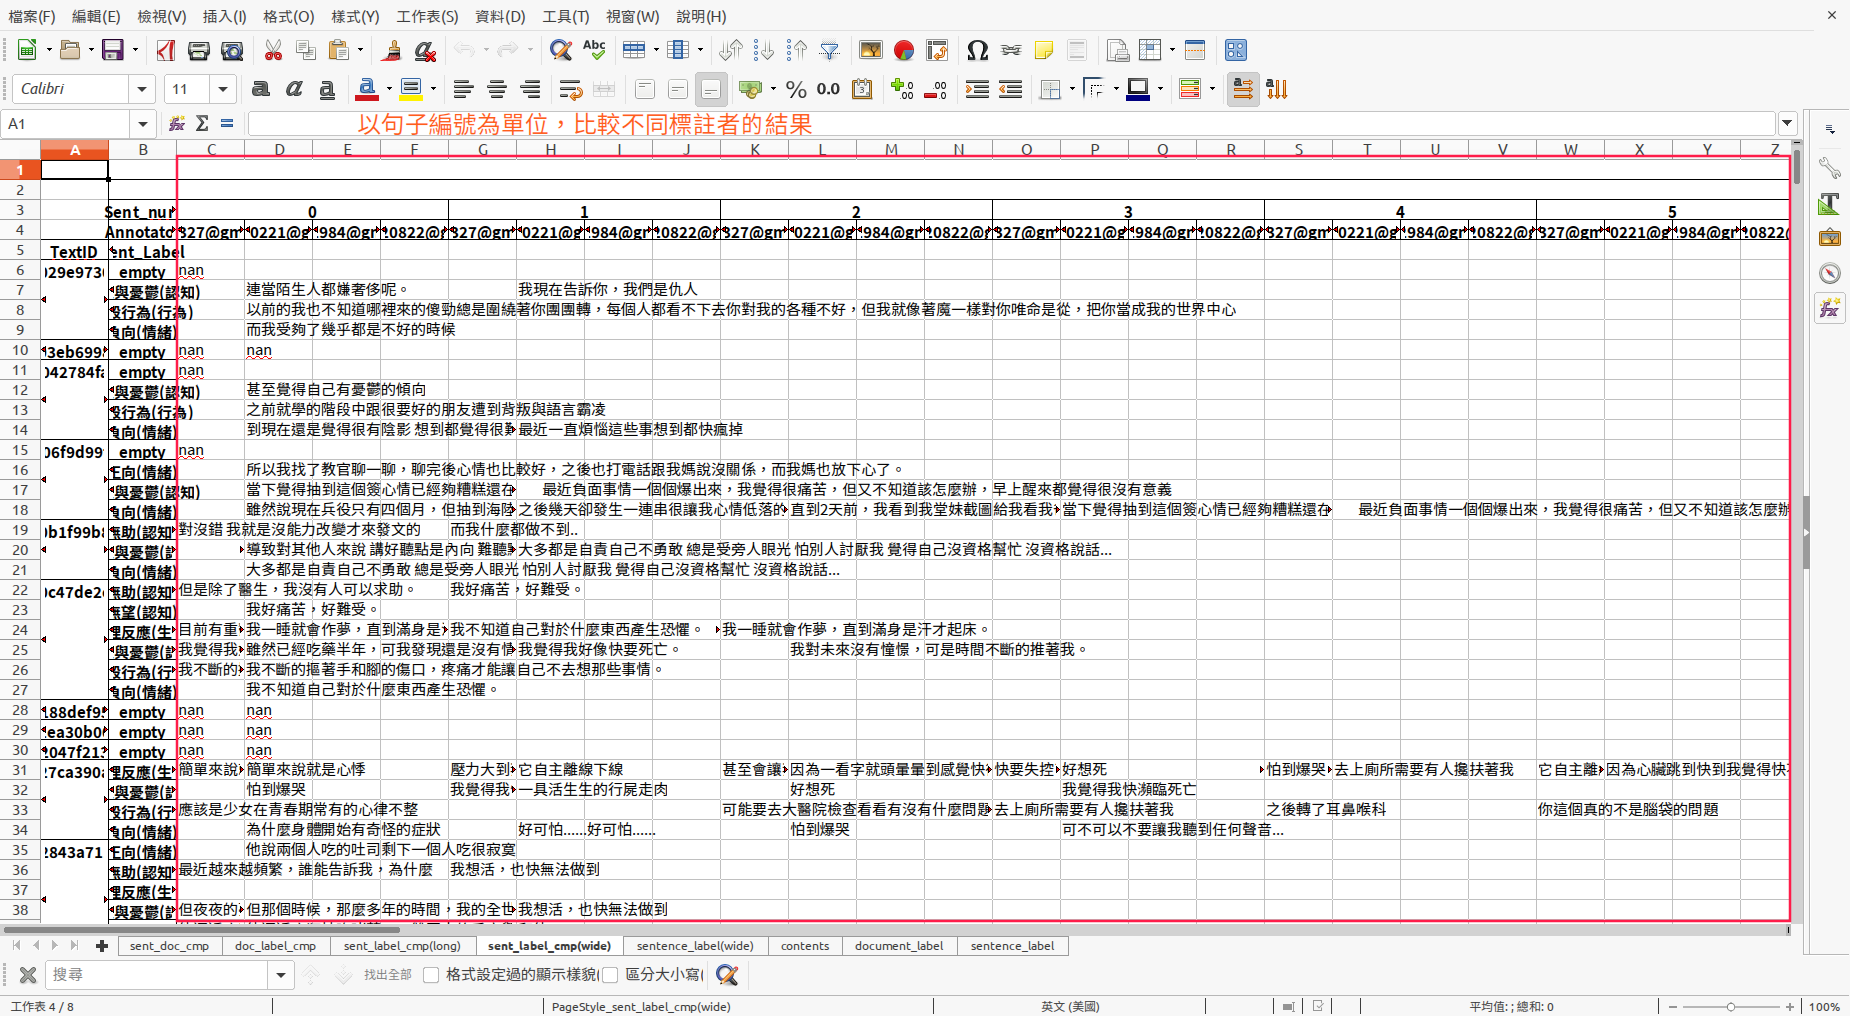 檔案(F) 編輯(E) 檢視(V) 插入(I) 格式(O) 樣式(Y) 工作表(S) 資料(D) 工具(T) 視窗(W) 說明(H)
Calibri 11
A1 以句子編號為單位，比較不同標註者的結果
A B C D E F G H I J K L M N O P Q R S T U V W X Y Z
1
2
3 Sent_nur 0 1 2 3 4 5
4 Annotato 327@gm 0221@g .984@gr .0822@g 327@gm 0221@g .984@gr .0822@g 327@gm 0221@g .984@gr .0822@g 327@gm 0221@g .984@gr .0822@g 327@gm 0221@g .984@gr .0822@g 327@gm 0221@g .984@gr .0822@
5 TextID ent_Label
6 029e973 empty nan
7 與憂鬱(認知) 連當陌生人都嫌奢侈呢。 我現在告訴你，我們是仇人
8 行為(行為) 以前的我也不知道哪裡來的傻勁總是圍繞著你團團轉，每個人都看不下去你對我的各種不好，但我就像著魔一樣對你唯命是從，把你當成我的世界中心
9 負向(情緒) 而我受夠了幾乎都是不好的時候
10 3eb699 empty nan nan
11 042784fa empty nan
12 與憂鬱(認知) 甚至覺得自己有憂鬱的傾向
13 行為(行為) 之前就學的階段中跟很要好的朋友遭到背叛與語言霸凌
14 負向(情緒) 到現在還是覺得很有陰影 想到都覺得很 最近一直煩惱這些事想到都快瘋掉
15 06f9d99 empty nan
16 正向(情緒) 所以我找了教官聊一聊，聊完後心情也比較好，之後也打電話跟我媽說沒關係，而我媽也放下心了。
17 與憂鬱(認知) 當下覺得抽到這個簽心情已經夠糟糕還在 最近負面事情一個個爆出來，我覺得很痛苦，但又不知道該怎麼辦，早上醒來都覺得很沒有意義
18 負向(情緒) 雖然說現在兵役只有四個月，但抽到海陸 之後幾天卻發生一連串很讓我心情低落的 直到2天前，我看到我堂妹截圖給我看我 當下覺得抽到這個簽心情已經夠糟糕還在 最近負面事情一個個爆出來，我覺得很痛苦，但又不知道該怎麼辦
19 0b1f99b 無助(認知 對沒錯 我就是沒能力改變才來發文的 而我什麼都做不到..
20 與憂鬱(認 導致對其他人來說 講好聽點是內向 難聽 大多都是自責自己不勇敢 總是受旁人眼光 怕別人討厭我 覺得自己沒資格幫忙 沒資格說話...
21 負向(情緒) 大多都是自責自己不勇敢 總是受旁人眼光 怕別人討厭我 覺得自己沒資格幫忙 沒資格說話...
22 0c47de2 無助(認知 但是除了醫生，我沒有人可以求助。 我好痛苦，好難受。
23 無望(認知) 我好痛苦，好難受。
24 理反應(生 目前有重 我一睡就會作夢，直到滿身是 我不知道自己對於什麼東西產生恐懼。 我一睡就會作夢，直到滿身是汗才起床。
25 與憂鬱(認 我覺得我 雖然已經吃藥半年，可我發現還是沒有 我覺得我好像快要死亡。 我對未來沒有憧憬，可是時間不斷的推著我。
26 行為(行 我不斷的 我不斷的摳著手和腳的傷口，疼痛才能讓自己不去想那些事情。
27 負向(情緒) 我不知道自己對於什麼東西產生恐懼。
28 188def9 empty nan nan
29 ea30b0 empty nan nan
30 2047f213 empty nan nan
31 27ca390a 理反應(生 簡單來說 簡單來說就是心悸 壓力大到 它自主離線下線 甚至會讓 因為一看字就頭暈暈到感覺快 快要失控 好想死 怕到爆哭 去上廁所需要有人攙扶著我 它自主離 因為心臟跳到快到我覺得快
32 與憂鬱(認 怕到爆哭 我覺得我 一具活生生的行屍走肉 好想死 我覺得我快瀕臨死亡
33 行為(行 應該是少女在青春期常有的心律不整 可能要去大醫院檢查看看有沒有什麼問題 去上廁所需要有人攙扶著我 之後轉了耳鼻喉科 你這個真的不是腦袋的問題
34 負向(情緒) 為什麼身體開始有奇怪的症狀 好可怕......好可怕...... 怕到爆哭 可不可以不要讓我聽到任何聲音...
35 2843a71 正向(情緒) 他說兩個人吃的吐司剩下一個人吃很寂寞
36 無助(認知 最近越來越頻繁，誰能告訴我，為什麼 我想活，也快無法做到
37 理反應(生
38 與憂鬱(認 但夜夜的 但那個時候，那麼多年的時間，我的全世 我想活，也快無法做到
sent_doc_cmp doc_label_cmp sent_label_cmp(long) sent_label_cmp(wide) sentence_label(wide) contents document_label sentence_label
搜尋 找出全部 格式設定過的顯示樣貌( 區分大小寫(
工作表 4 / 8 PageStyle_sent_label_cmp(wide) 英文 (美國) 平均值: ; 總和: 0 100%